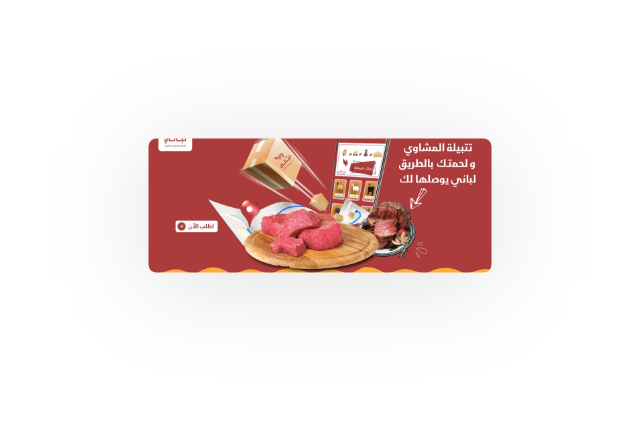 تتبيلة المشاوي
و لحمتك بالطريق
لباني يوصلها لك
اطلب الآن